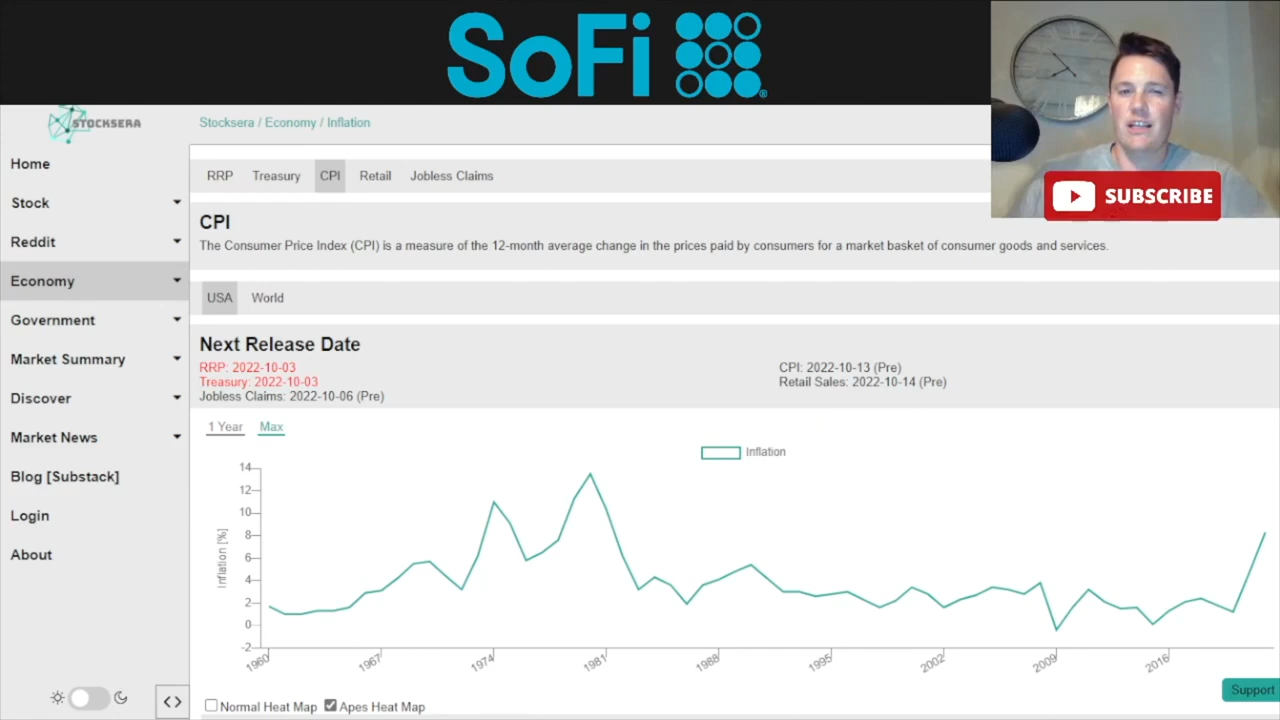 SoFi
STOCKSERA
Stocksera / Economy / Inflation
Home
Stock
Reddit
Economy
Government
Market Summary
Discover
Market News
Blog [Substack]
Login
About
RRP Treasury CPI Retail Jobless Claims
SUBSCRIBE
CPI
The Consumer Price Index (CPI) is a measure of the 12-month average change in the prices paid by consumers for a market basket of consumer goods and services.
USA World
Next Release Date
RRP: 2022-10-03
Treasury: 2022-10-03
Jobless Claims: 2022-10-06 (Pre)
CPI: 2022-10-13 (Pre)
Retail Sales: 2022-10-14 (Pre)
1 Year Max
Inflation
Inflation [%]
14
12
10
8
6
4
2
0
-2
1960 1967 1974 1981 1988 1995 2002 2009 2016
Support
Normal Heat Map Apes Heat Map